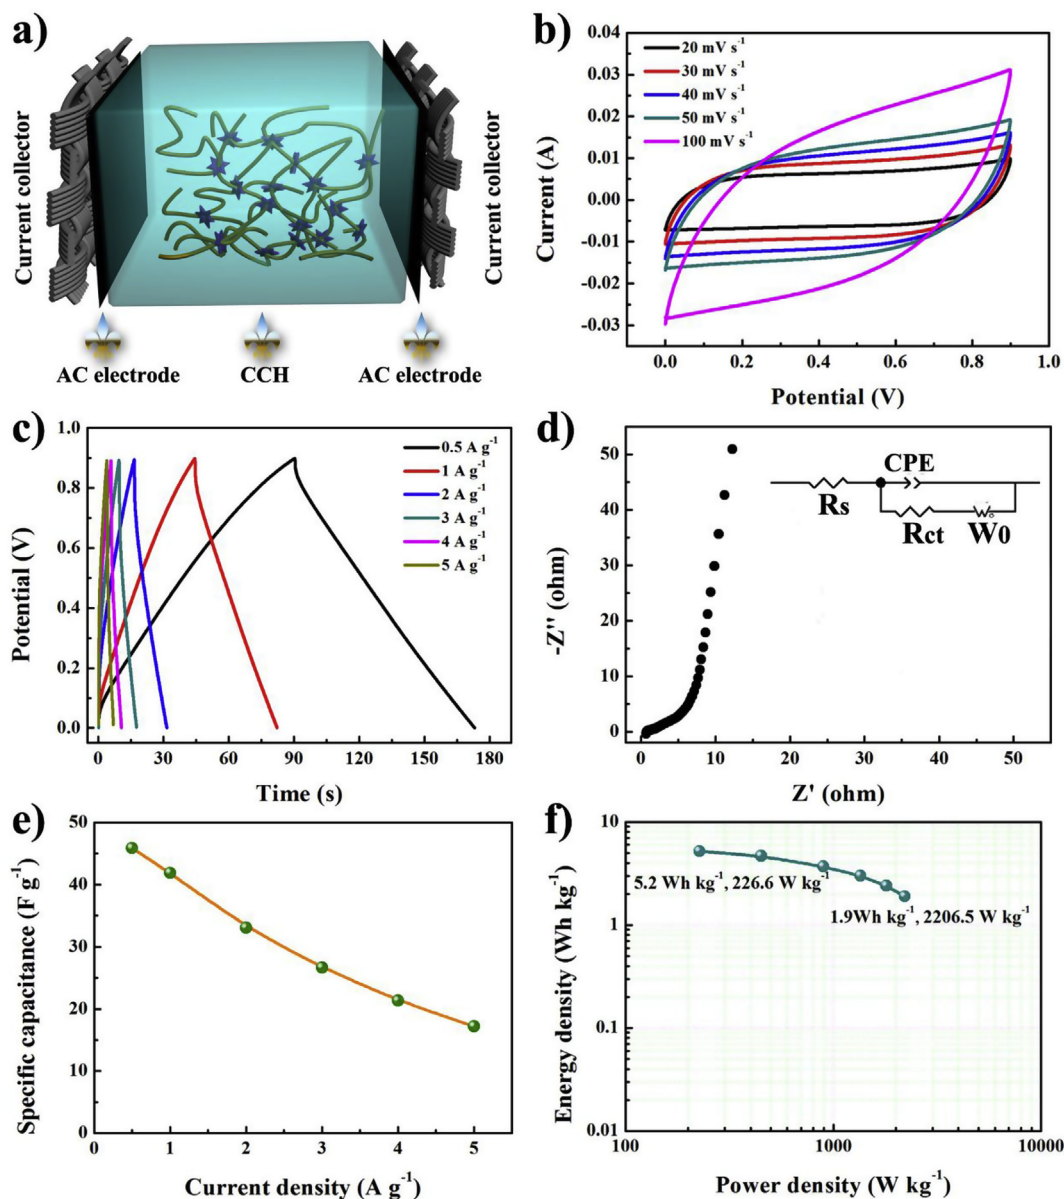 a)
Current collector
Current collector
AC electrode
CCH
AC electrode
b)
0.04
0.03
0.02
0.01
0.00
-0.01
-0.02
-0.03
Current (A)
20 mV s⁻¹
30 mV s⁻¹
40 mV s⁻¹
50 mV s⁻¹
100 mV s⁻¹
0.0 0.2 0.4 0.6 0.8 1.0
Potential (V)
c)
1.0
0.8
0.6
0.4
0.2
0.0
Potential (V)
0.5 A g⁻¹
1 A g⁻¹
2 A g⁻¹
3 A g⁻¹
4 A g⁻¹
5 A g⁻¹
0 30 60 90 120 150 180
Time (s)
d)
50
40
30
20
10
0
-Z'' (ohm)
CPE
Rs
Rct
W0
0 10 20 30 40 50
Z' (ohm)
e)
50
40
30
20
10
0
Specific capacitance (F g⁻¹)
0 1 2 3 4 5
Current density (A g⁻¹)
f)
10
1
0.1
0.01
Energy density (Wh kg⁻¹)
5.2 Wh kg⁻¹, 226.6 W kg⁻¹
1.9Wh kg⁻¹, 2206.5 W kg⁻¹
100 1000 10000
Power density (W kg⁻¹)